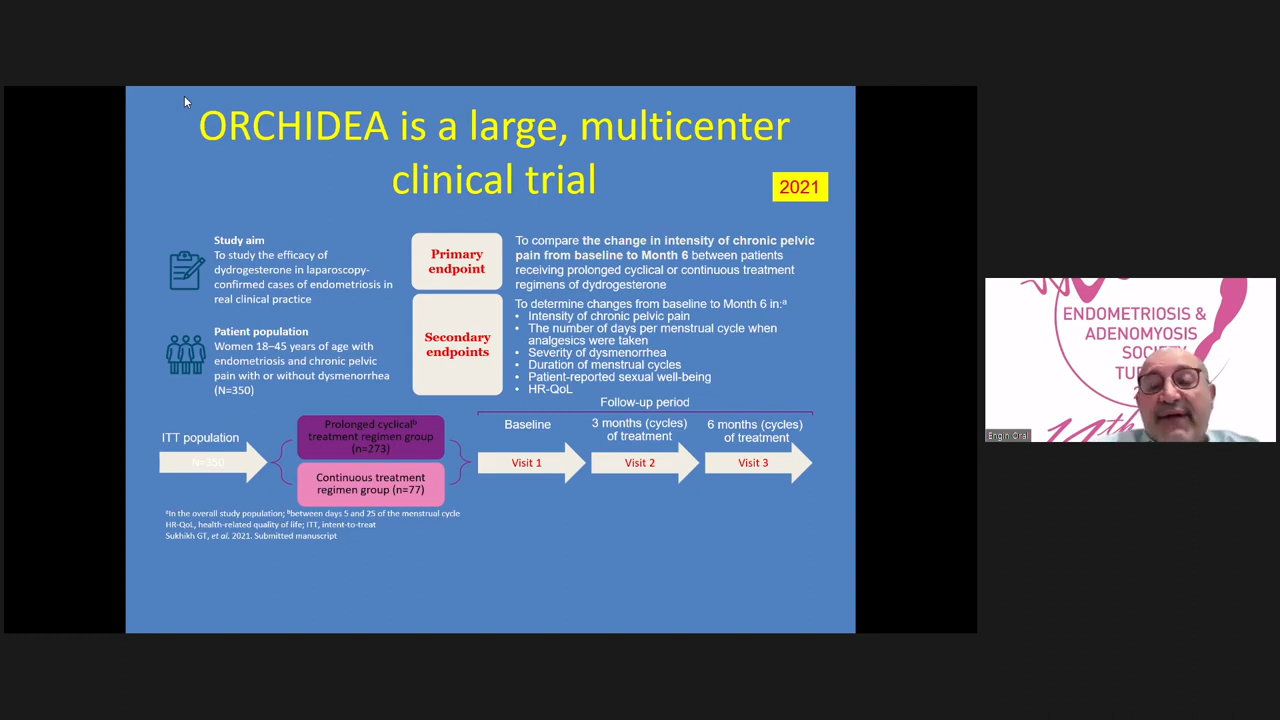 ORCHIDEA is a large, multicenter
clinical trial
2021
Study aim
To study the efficacy of
dydrogesterone in laparoscopy-
confirmed cases of endometriosis in
real clinical practice
Patient population
Women 18–45 years of age with
endometriosis and chronic pelvic
pain with or without dysmenorrhea
(N=350)
Primary
endpoint
To compare the change in intensity of chronic pelvic
pain from baseline to Month 6 between patients
receiving prolonged cyclical or continuous treatment
regimens of dydrogesterone
Secondary
endpoints
To determine changes from baseline to Month 6 in:ᵃ
• Intensity of chronic pelvic pain
• The number of days per menstrual cycle when
analgesics were taken
• Severity of dysmenorrhea
• Duration of menstrual cycles
• Patient-reported sexual well-being
• HR-QoL
Follow-up period
ITT population
N=350
Prolonged cyclicalᵇ
treatment regimen group
(n=273)
Continuous treatment
regimen group (n=77)
Baseline
Visit 1
3 months (cycles)
of treatment
Visit 2
6 months (cycles)
of treatment
Visit 3
ᵃIn the overall study population; ᵇbetween days 5 and 25 of the menstrual cycle
HR-QoL, health-related quality of life; ITT, intent-to-treat
Sukhikh GT, et al. 2021. Submitted manuscript
ENDOMETRIOSIS &
ADENOMYOSIS
SOCIETY
Engin Oral